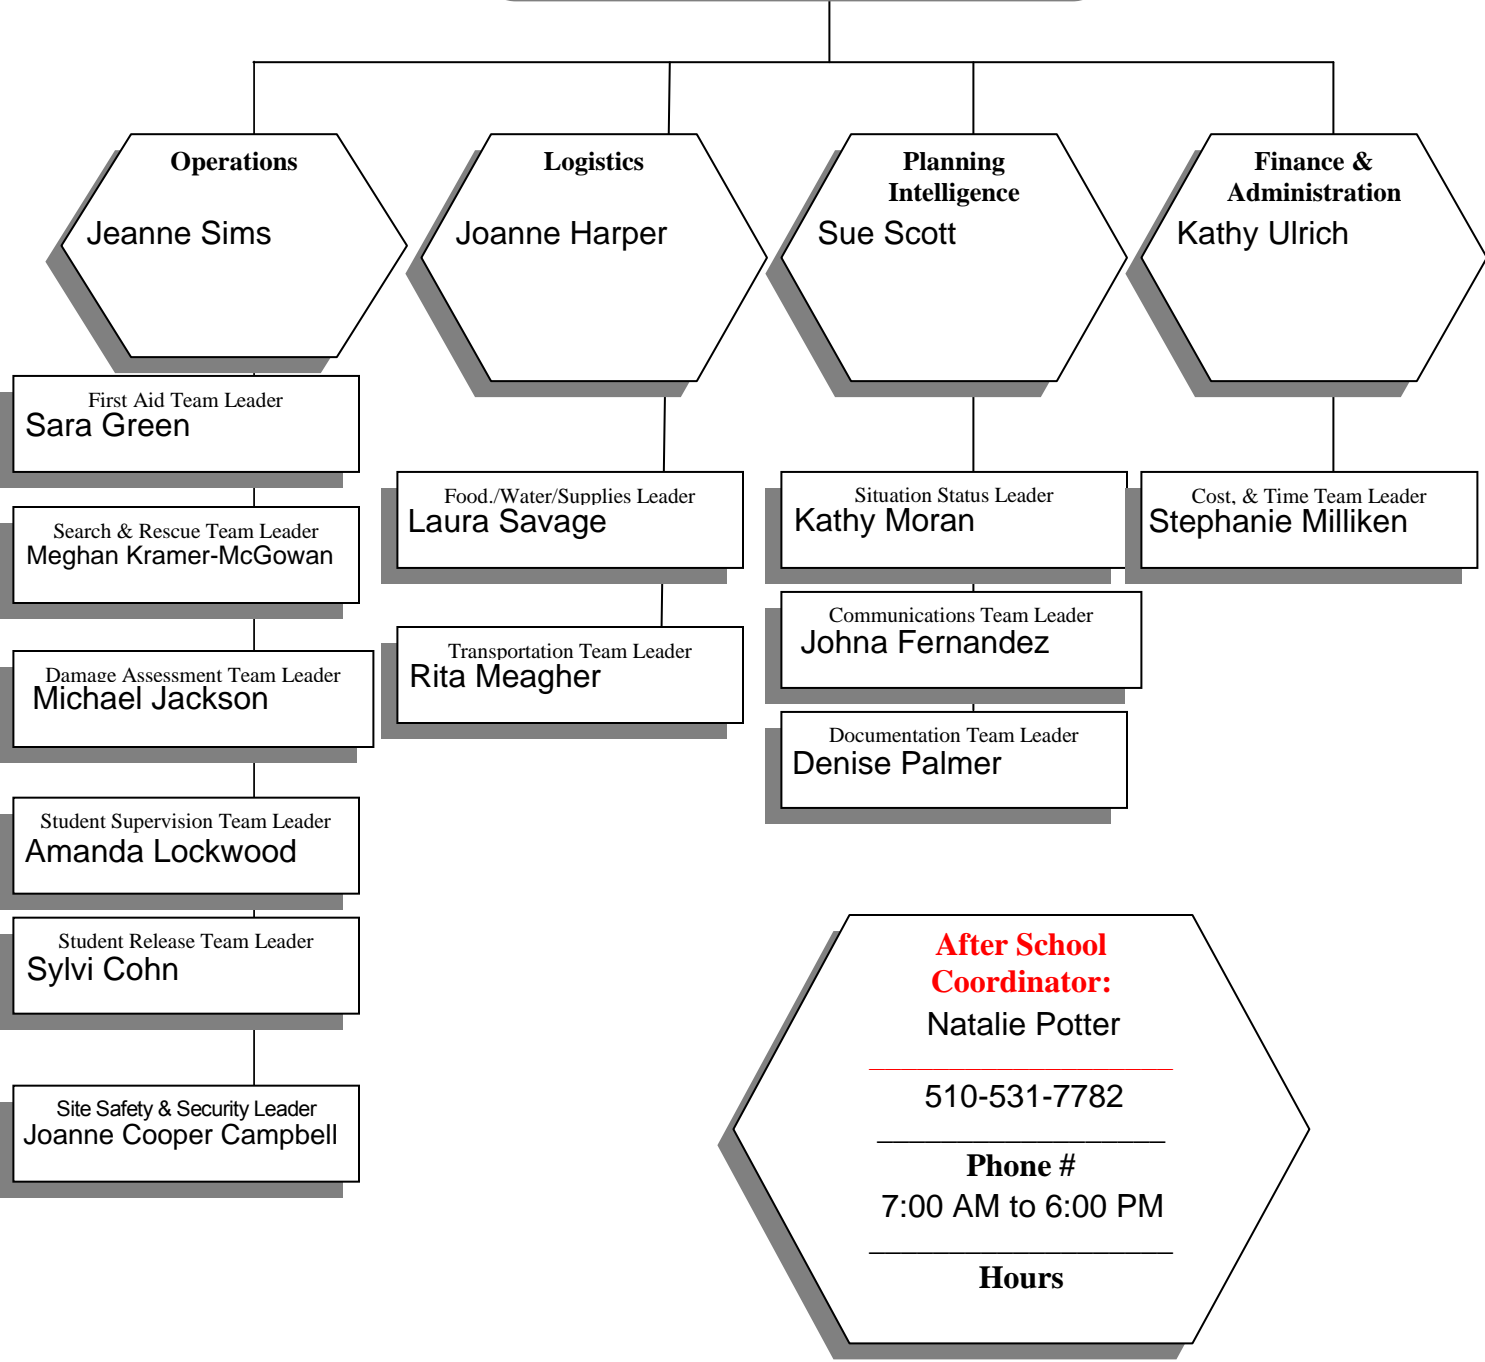 Operations
Jeanne Sims
Logistics
Joanne Harper
Planning
Intelligence
Sue Scott
Finance &
Administration
Kathy Ulrich
First Aid Team Leader
Sara Green
Search & Rescue Team Leader
Meghan Kramer-McGowan
Damage Assessment Team Leader
Michael Jackson
Student Supervision Team Leader
Amanda Lockwood
Student Release Team Leader
Sylvi Cohn
Site Safety & Security Leader
Joanne Cooper Campbell
Food./Water/Supplies Leader
Laura Savage
Transportation Team Leader
Rita Meagher
Situation Status Leader
Kathy Moran
Communications Team Leader
Johna Fernandez
Documentation Team Leader
Denise Palmer
Cost, & Time Team Leader
Stephanie Milliken
After School
Coordinator:
Natalie Potter
510-531-7782
Phone #
7:00 AM to 6:00 PM
Hours